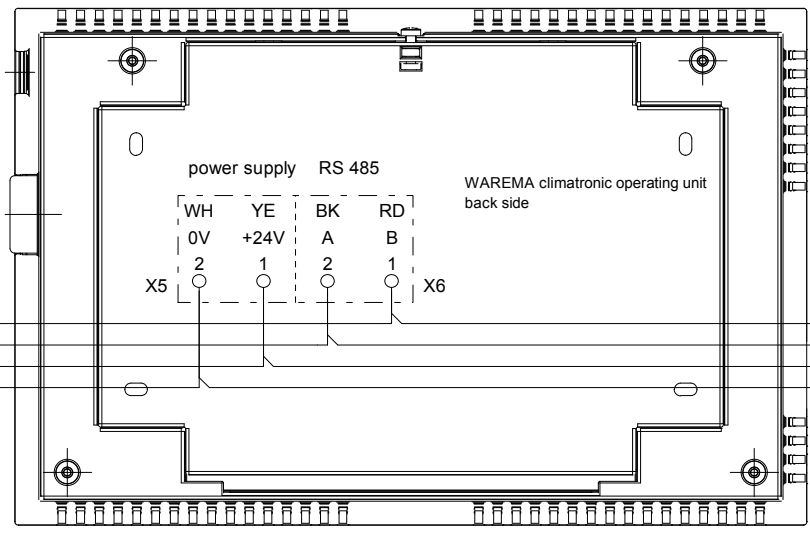 power supply RS 485
WAREMA climatronic operating unit
back side
WH YE BK RD
0V +24V A B
2 1 2 1
X5 X6